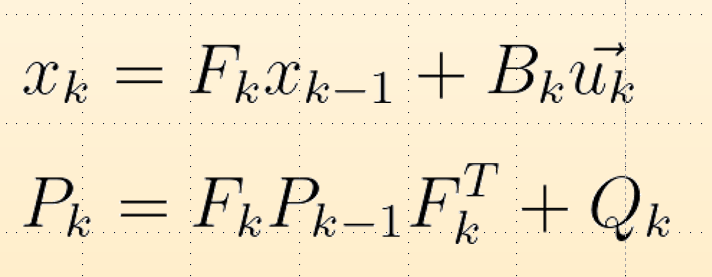 $x_k = F_k x_{k-1} + B_k \vec{u_k}$
$P_k = F_k P_{k-1} F_k^T + Q_k$